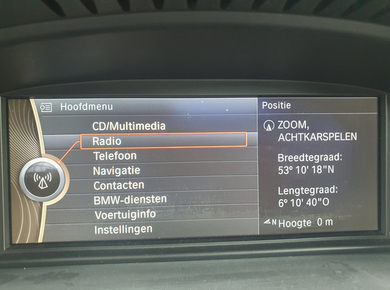 Hoofdmenu
CD/Multimedia
Radio
Telefoon
Navigatie
Contacten
BMW-diensten
Voertuiginfo
Instellingen
Positie
ZOOM,
ACHTKARSPELEN
Breedtegraad:
53° 10' 18"N
Lengtegraad:
6° 10' 40"O
N Hoogte 0 m